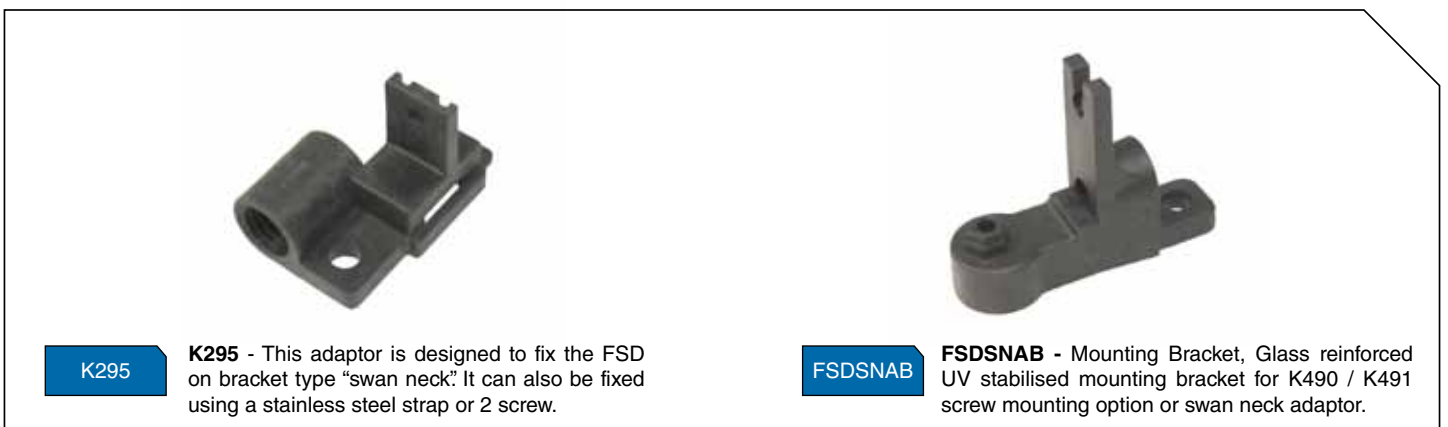 K295
K295 - This adaptor is designed to fix the FSD
on bracket type “swan neck”. It can also be fixed
using a stainless steel strap or 2 screw.
FSDSNAB
FSDSNAB - Mounting Bracket, Glass reinforced
UV stabilised mounting bracket for K490 / K491
screw mounting option or swan neck adaptor.